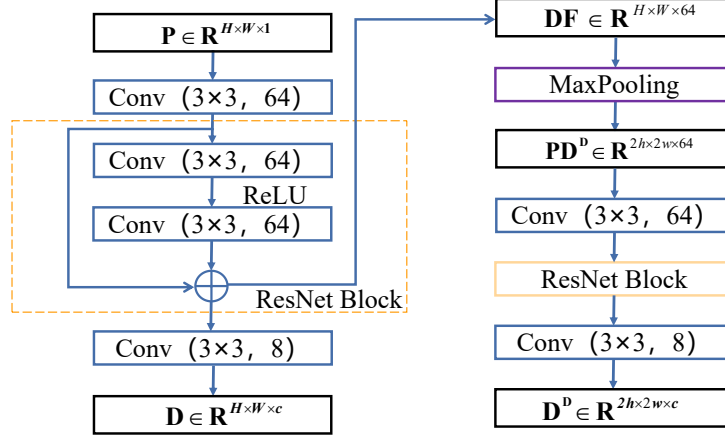 P ∈ R^{H×W×1}
Conv (3×3, 64)
Conv (3×3, 64)
ReLU
Conv (3×3, 64)
ResNet Block
Conv (3×3, 8)
D ∈ R^{H×W×c}
DF ∈ R^{H×W×64}
MaxPooling
PD^D ∈ R^{2h×2w×64}
Conv (3×3, 64)
ResNet Block
Conv (3×3, 8)
D^D ∈ R^{2h×2w×c}